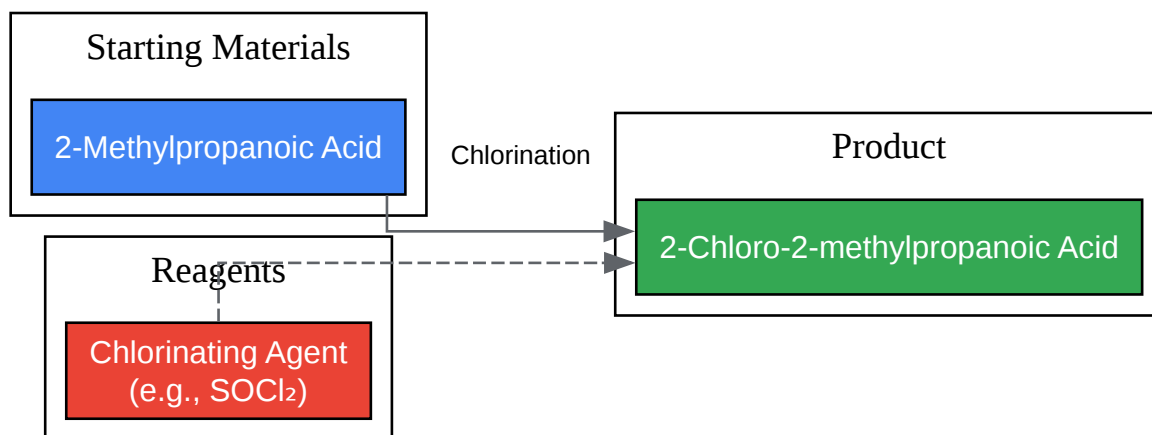 Starting Materials
2-Methylpropanoic Acid
Chlorination
Product
2-Chloro-2-methylpropanoic Acid
Reagents
Chlorinating Agent
(e.g., SOCl₂)